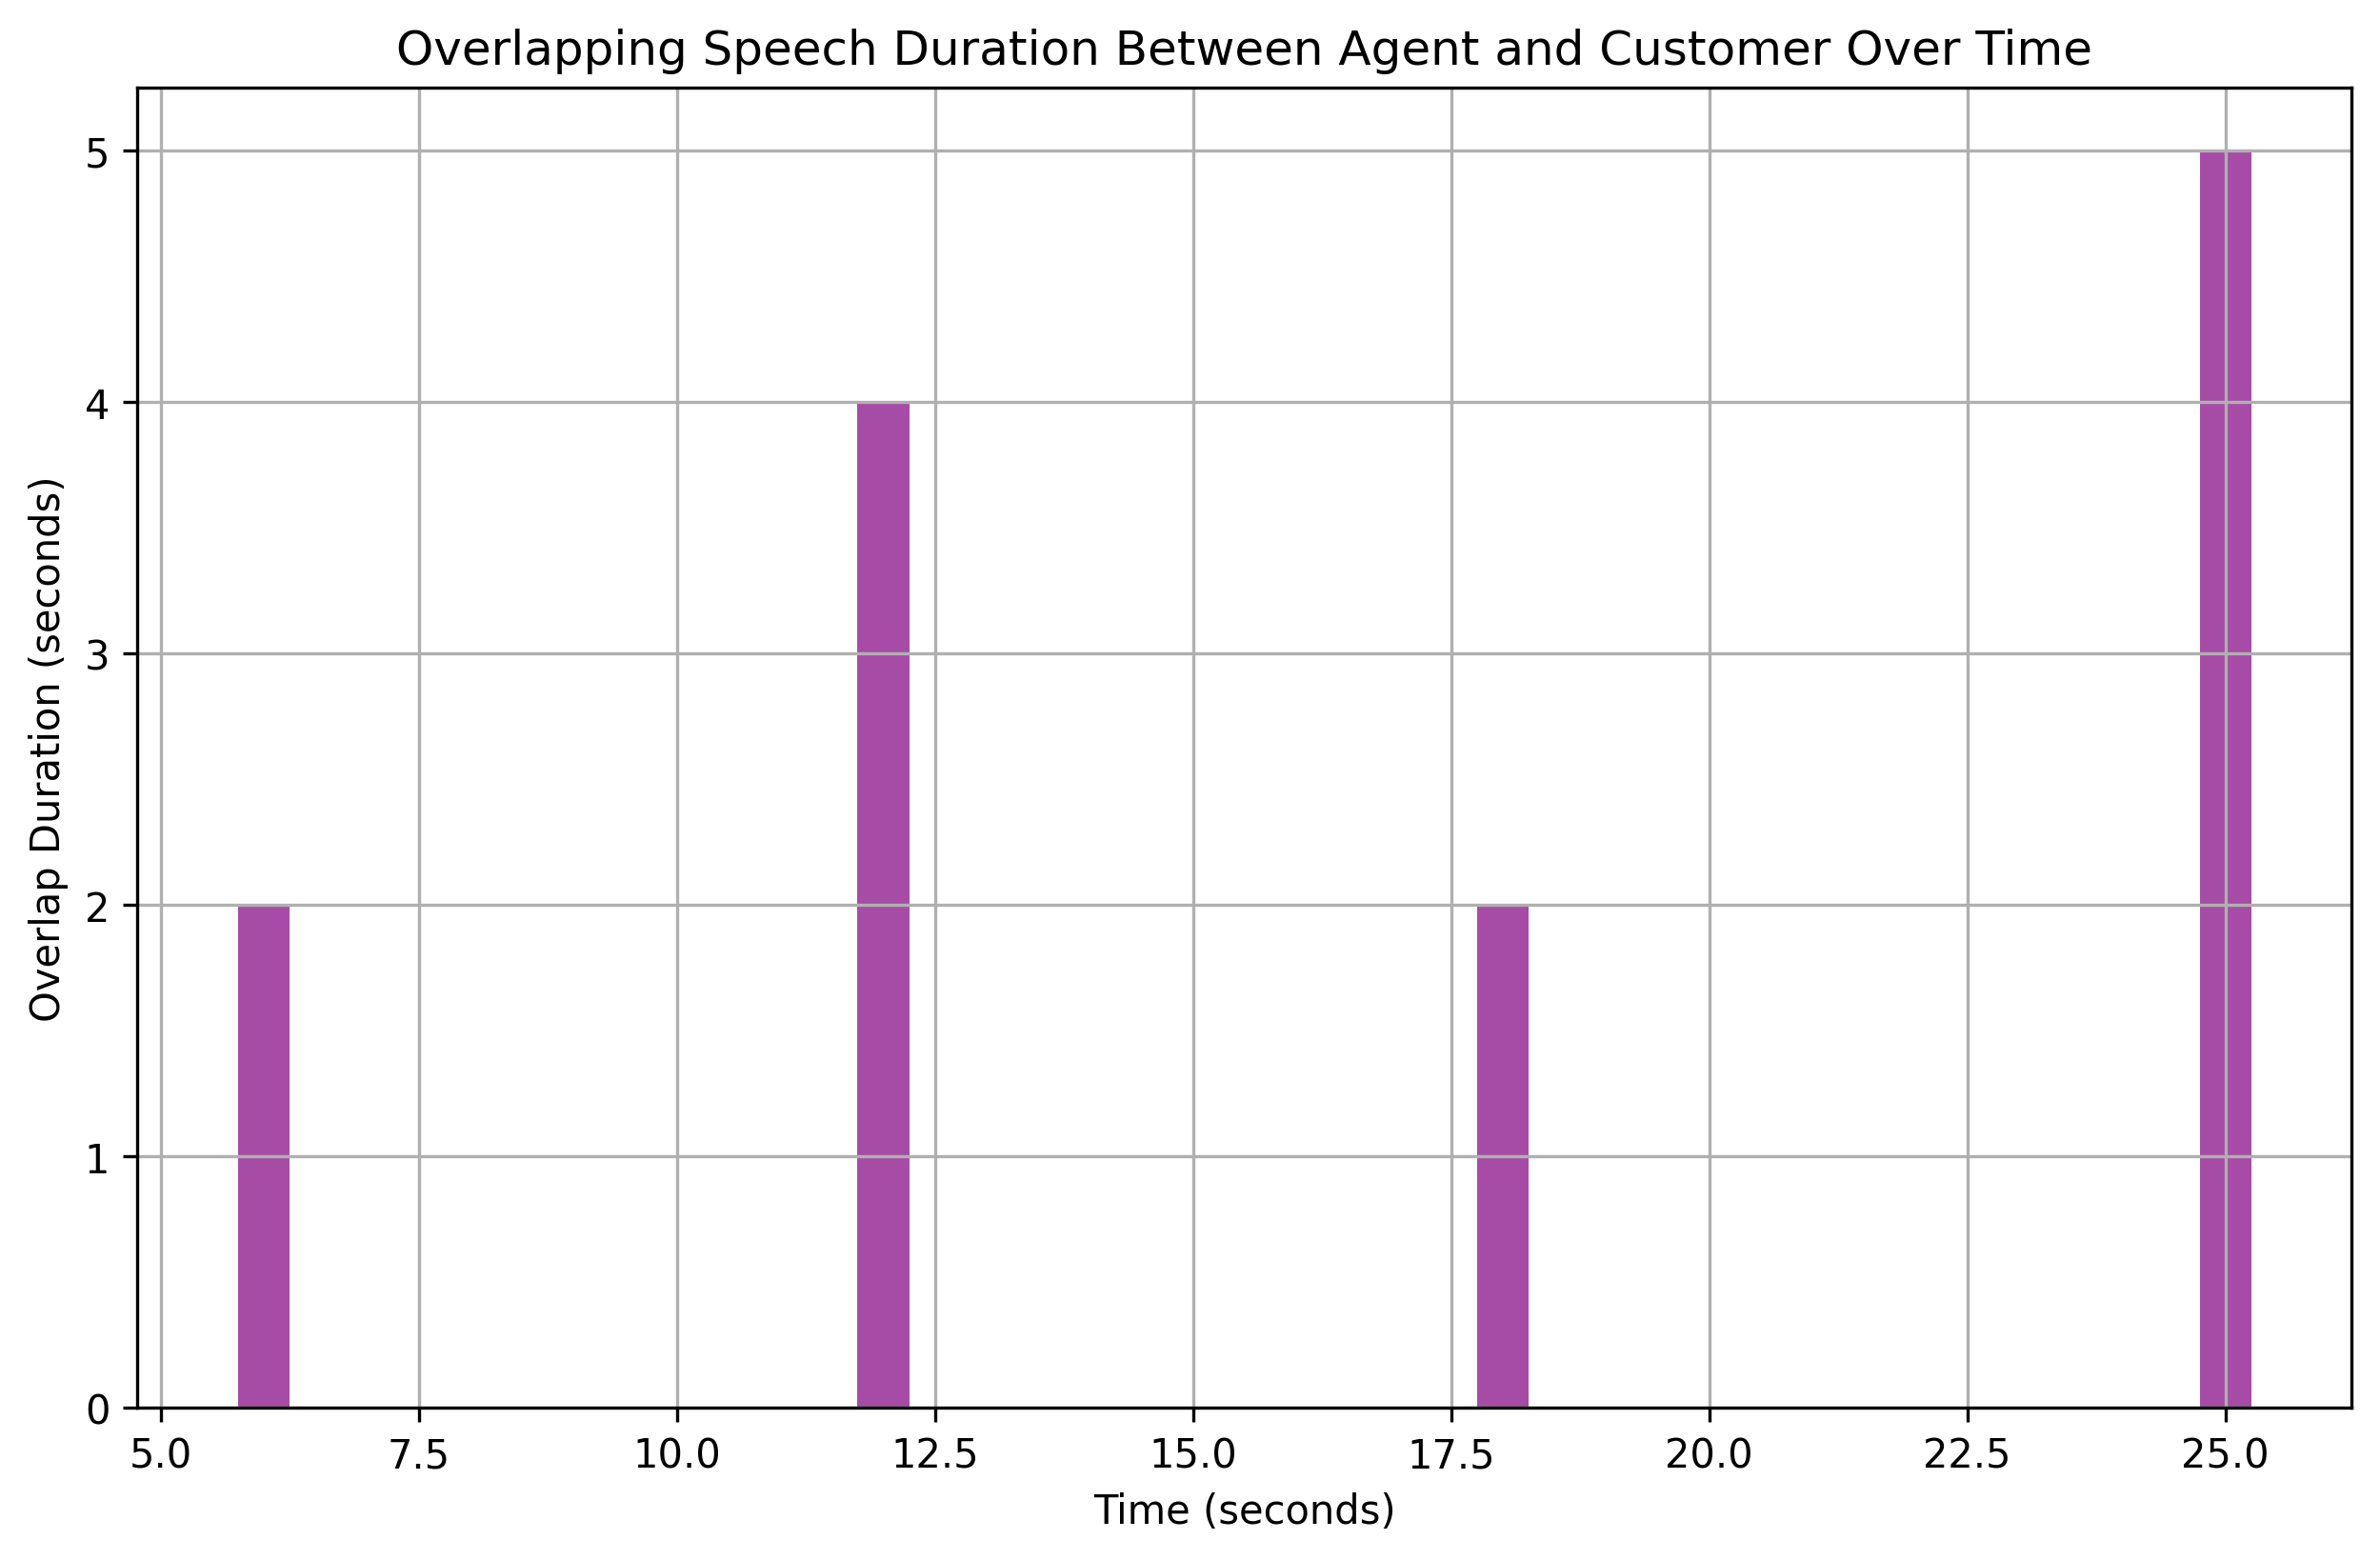 Overlapping Speech Duration Between Agent and Customer Over Time
Overlap Duration (seconds)
5
4
3
2
1
0
5.0 7.5 10.0 12.5 15.0 17.5 20.0 22.5 25.0
Time (seconds)